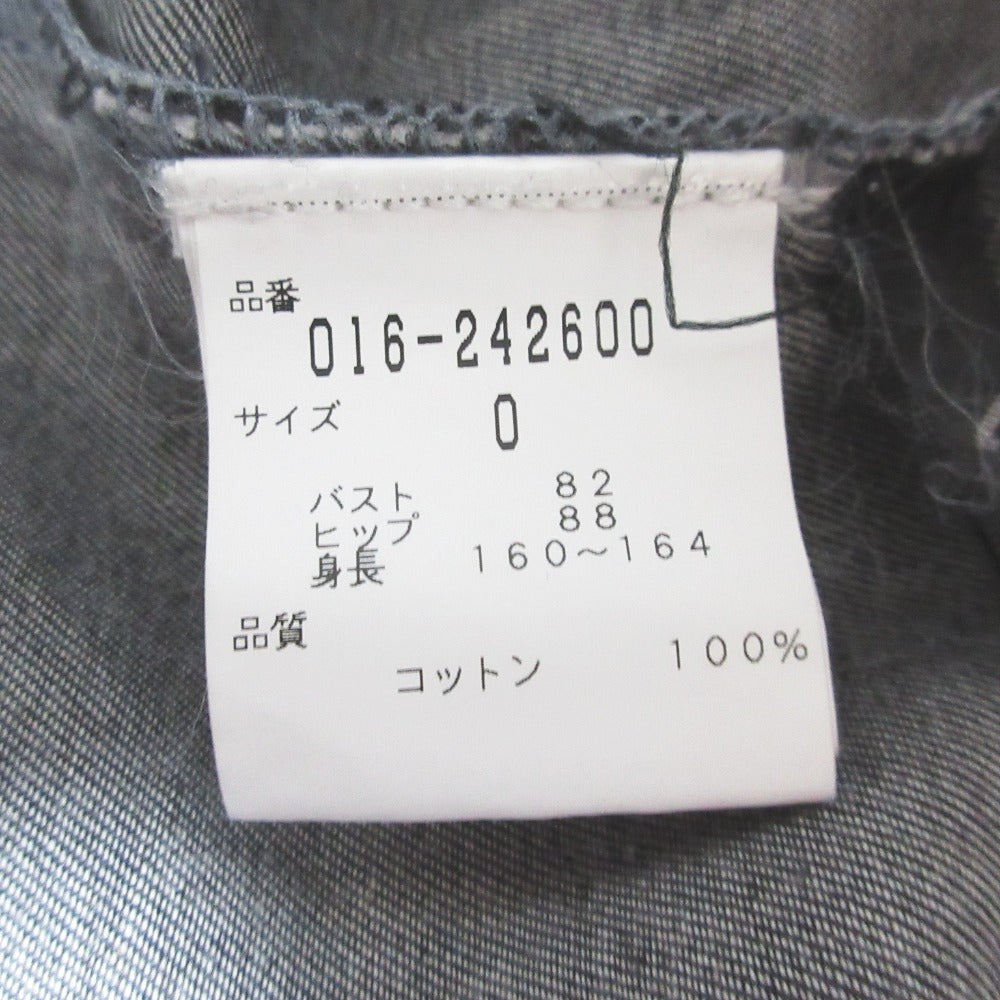 品番
016-242600
サイズ 0
バスト 82
ヒップ 88
身長 160～164
品質
コットン 100%